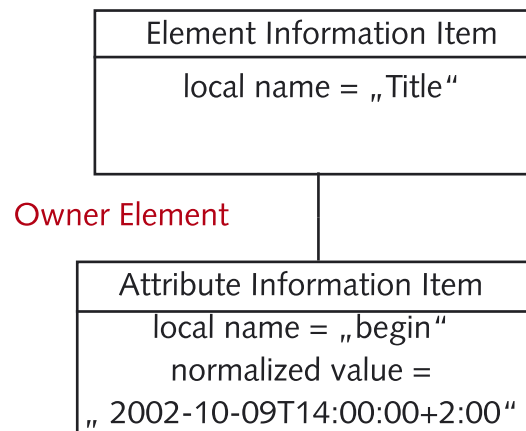 Element Information Item
local name = „Title“
Owner Element
Attribute Information Item
local name = „begin“
normalized value =
„ 2002-10-09T14:00:00+2:00“